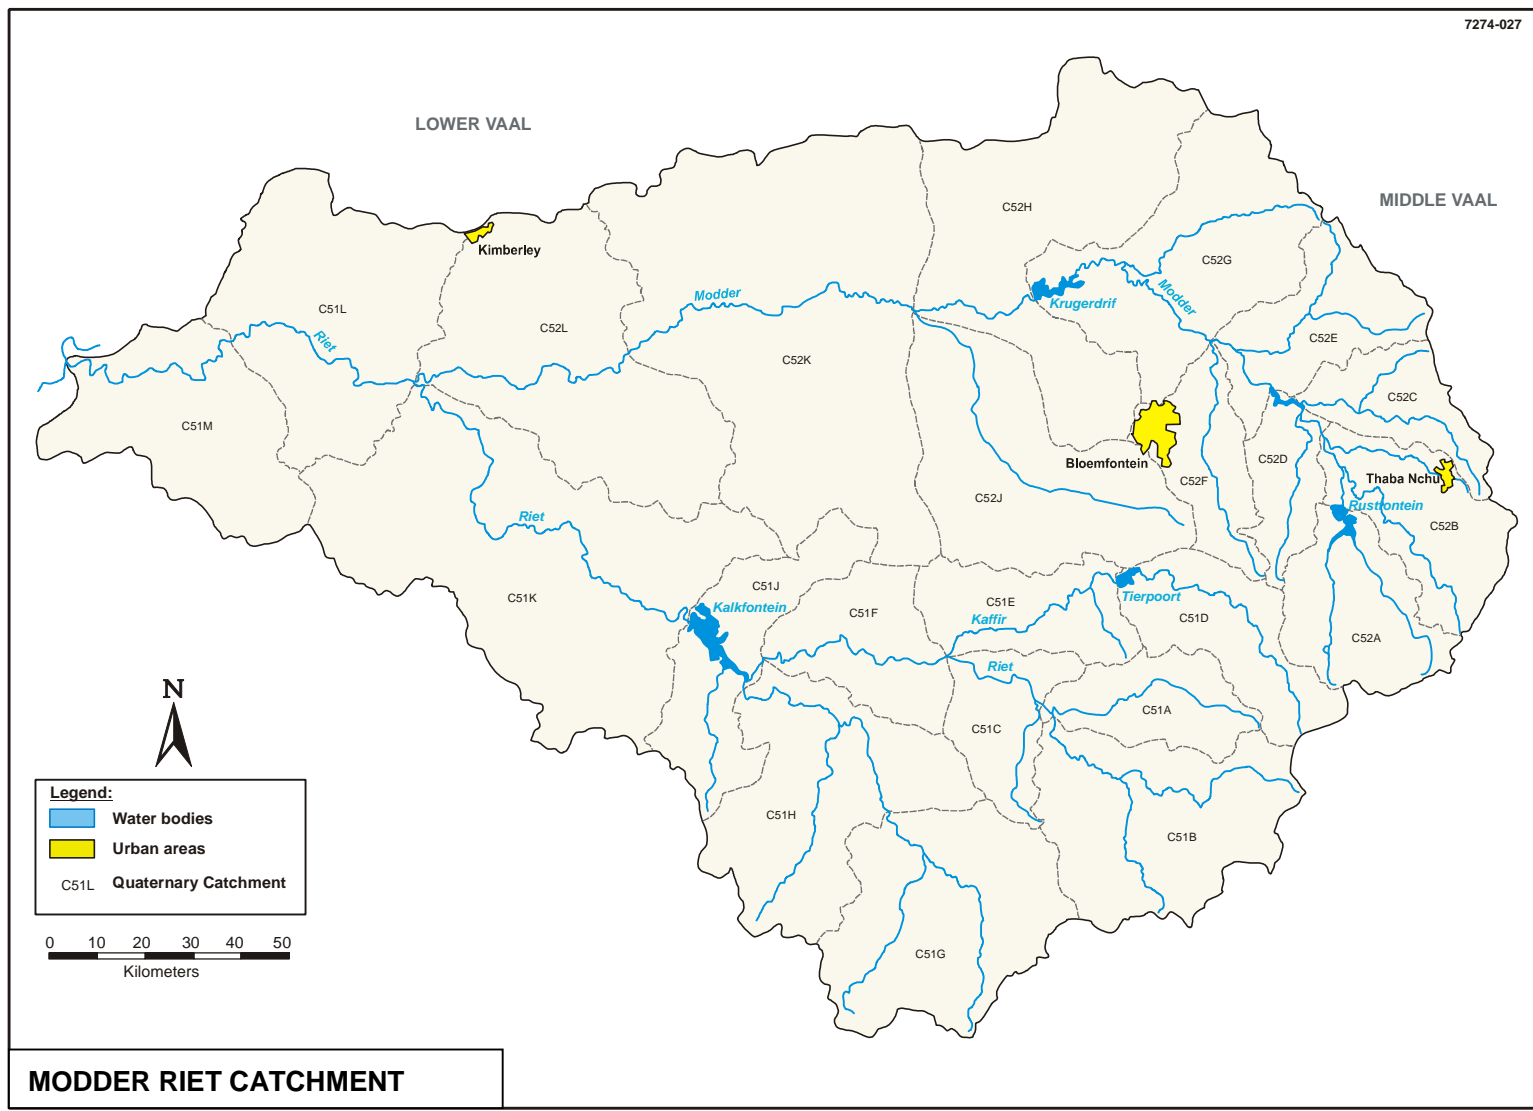 7274-027
LOWER VAAL
MIDDLE VAAL
C52H
Kimberley
C52G
C51L
Riet
C52L
Modder
Krugerdrif
Modder
C52E
C52K
C52C
C51M
Bloemfontein
C52D
Thaba Nchu
C52F
C52J
Rustfontein
C52B
Riet
C51K
C51J
Kalkfontein
C51F
C51E
Kaffir
Tierpoort
C51D
C52A
Riet
C51A
C51C
C51H
C51B
C51G
N
Legend:
Water bodies
Urban areas
C51L Quaternary Catchment
0 10 20 30 40 50
Kilometers
MODDER RIET CATCHMENT